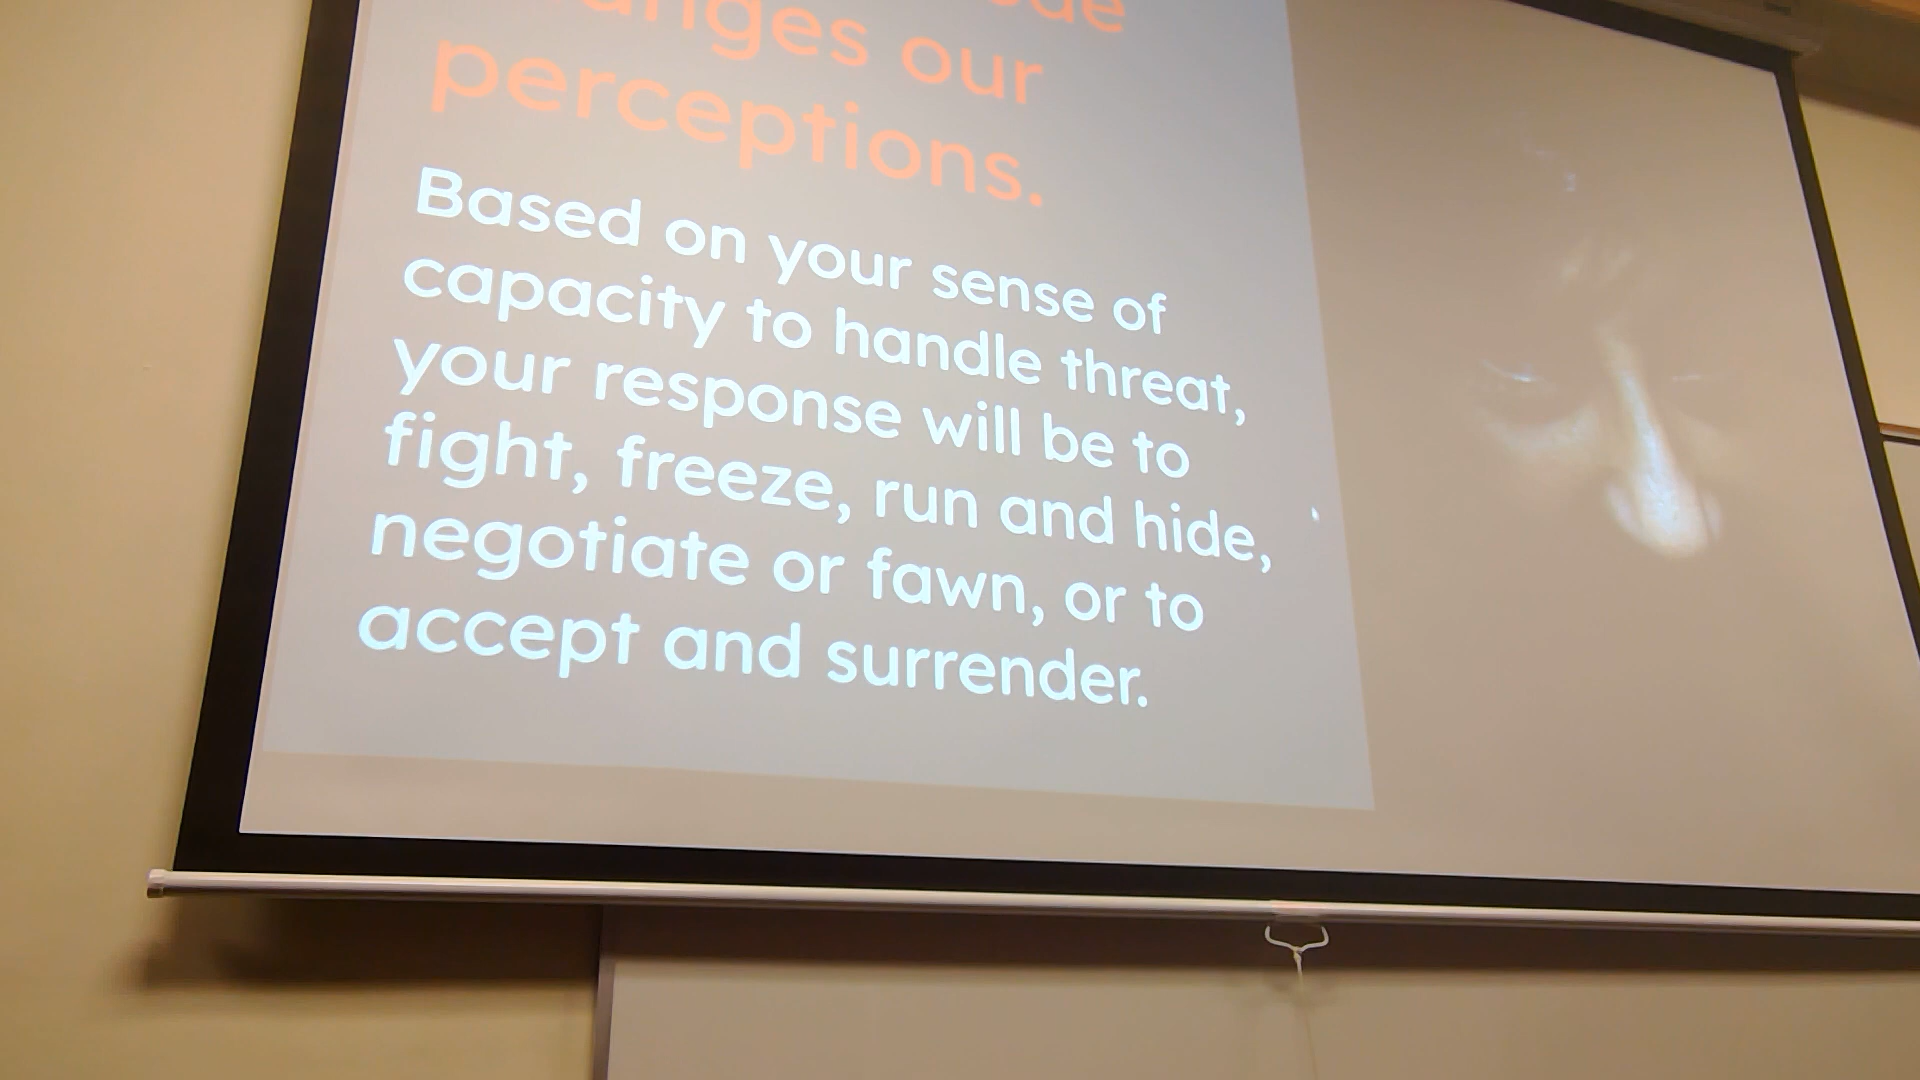 changes our
perceptions.
Based on your sense of
capacity to handle threat,
your response will be to
fight, freeze, run and hide,
negotiate or fawn, or to
accept and surrender.